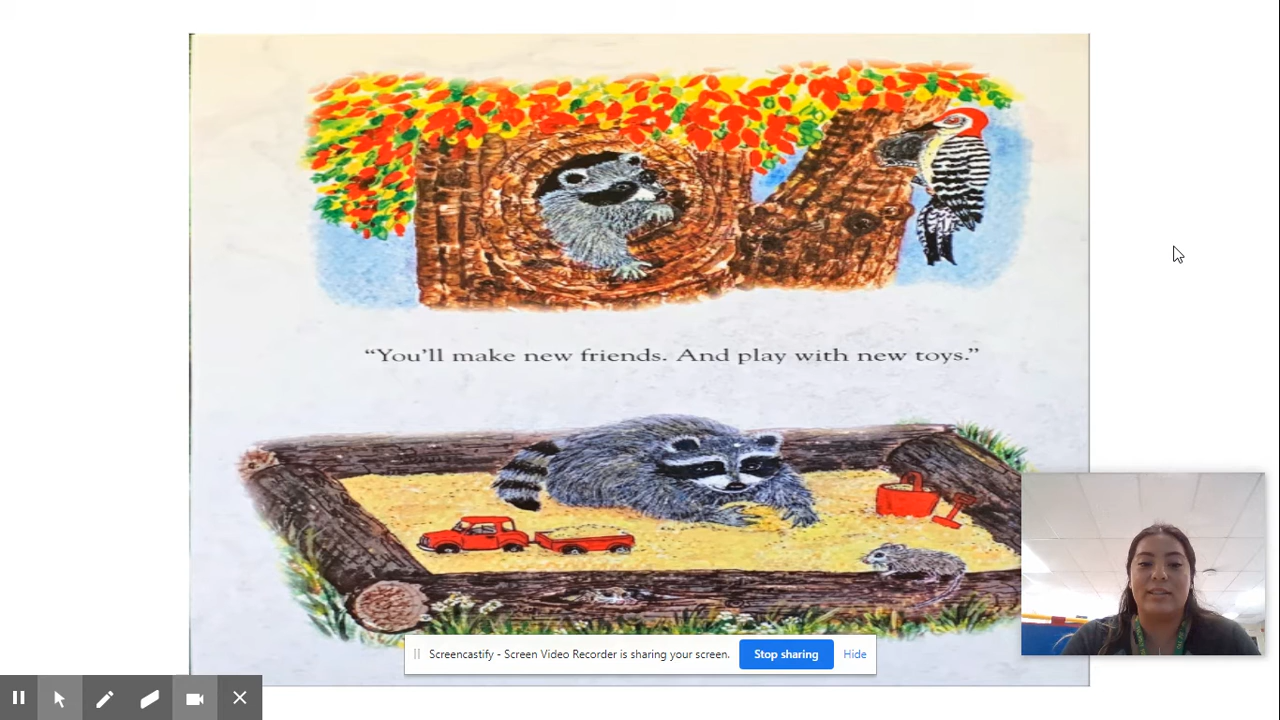 “You’ll make new friends. And play with new toys.”
Screencastify - Screen Video Recorder is sharing your screen.
Stop sharing
Hide